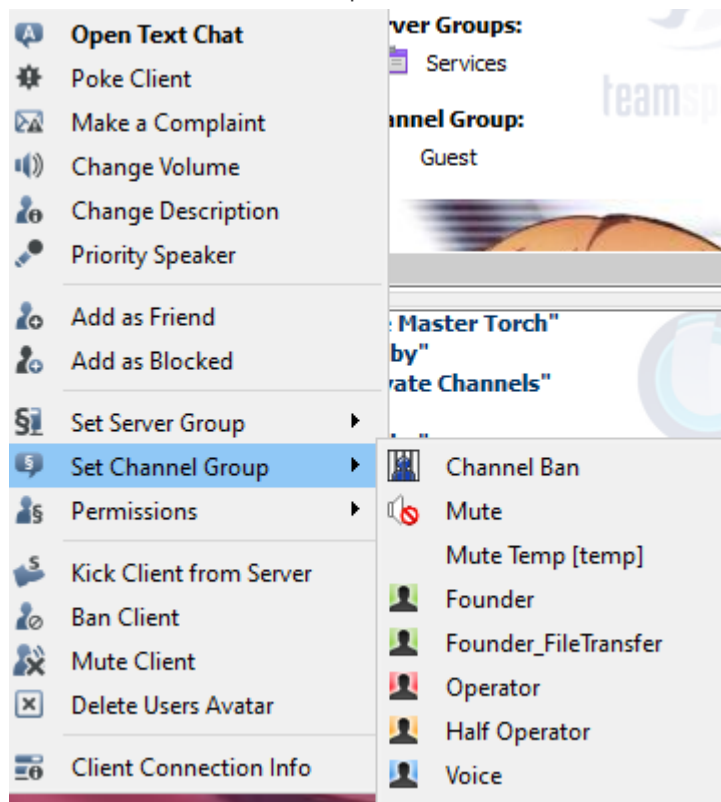 Open Text Chat
Poke Client
Make a Complaint
Change Volume
Change Description
Priority Speaker
Add as Friend
Add as Blocked
Set Server Group
Set Channel Group
Permissions
Kick Client from Server
Ban Client
Mute Client
Delete Users Avatar
Client Connection Info
ver Groups:
Services
teamsp
annel Group:
Guest
Master Torch"
by"
vate Channels"
Channel Ban
Mute
Mute Temp [temp]
Founder
Founder_FileTransfer
Operator
Half Operator
Voice